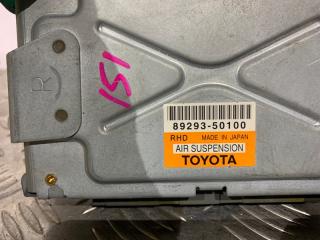 R
151
89293-50100
RHD MADE IN JAPAN
AIR SUSPENSION
TOYOTA